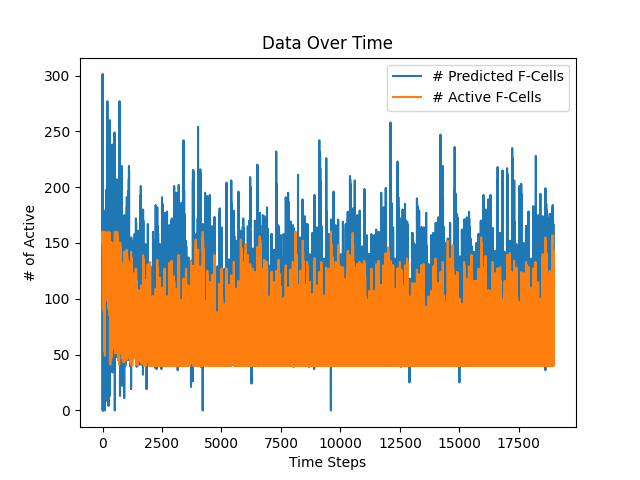 Data Over Time
# Predicted F-Cells
# Active F-Cells
300
250
200
150
100
50
0
# of Active
0 2500 5000 7500 10000 12500 15000 17500
Time Steps